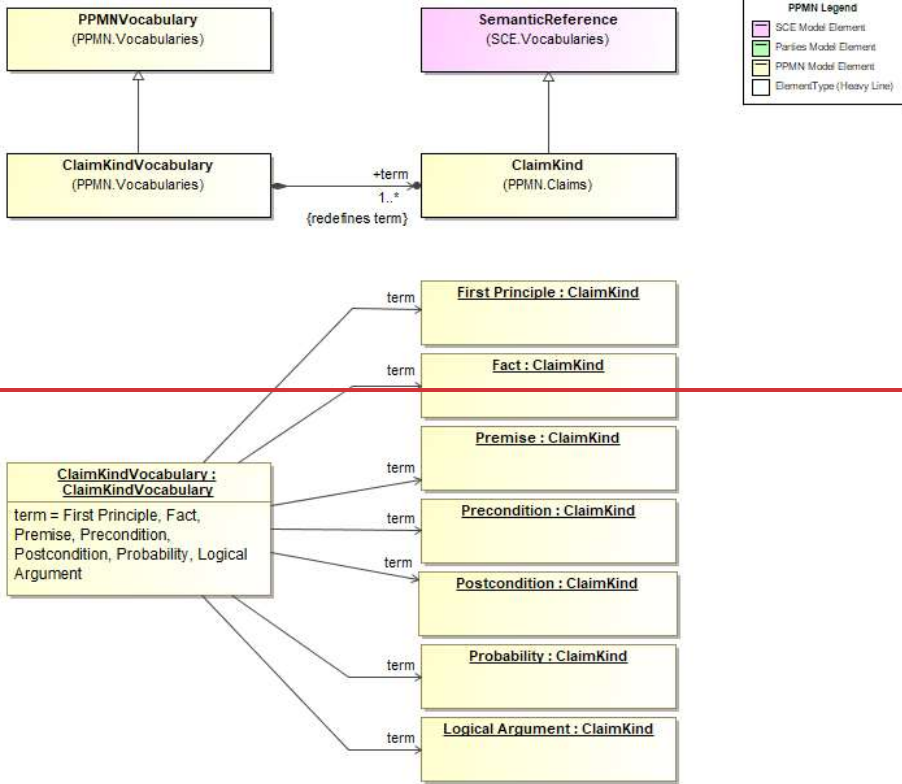 PPMNVocabulary
(PPMN.Vocabularies)
SemanticReference
(SCE.Vocabularies)
PPMN Legend
SCE Model Element
Parties Model Element
PPMN Model Element
ElementType (Heavy Line)
ClaimKindVocabulary
(PPMN.Vocabularies)
+term
1..*
{redefines term}
ClaimKind
(PPMN.Claims)
term
First Principle : ClaimKind
term
Fact : ClaimKind
term
Premise : ClaimKind
ClaimKindVocabulary :
ClaimKindVocabulary
term = First Principle, Fact,
Premise, Precondition,
Postcondition, Probability, Logical
Argument
term
Precondition : ClaimKind
term
Postcondition : ClaimKind
term
Probability : ClaimKind
term
Logical Argument : ClaimKind